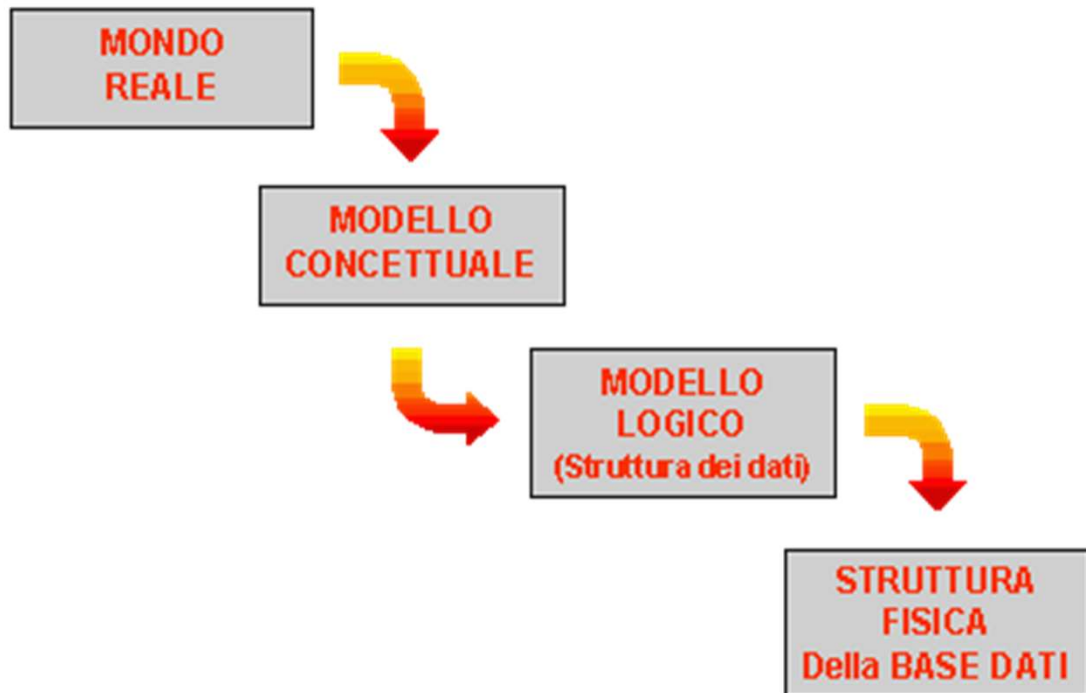 MONDO
REALE
MODELLO
CONCETTUALE
MODELLO
LOGICO
(Struttura dei dati)
STRUTTURA
FISICA
Della BASE DATI